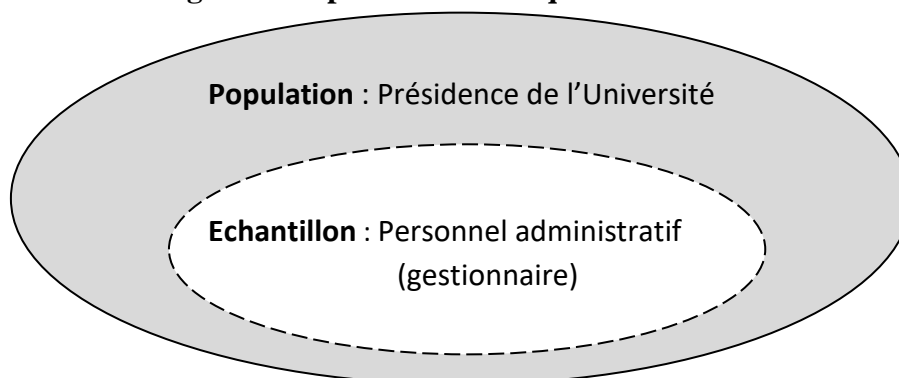 Population : Présidence de l’Université
Echantillon : Personnel administratif
(gestionnaire)